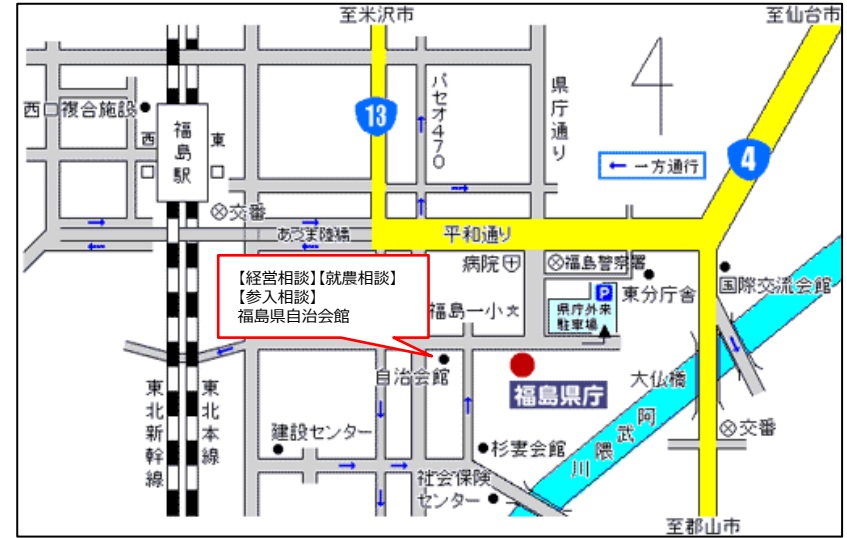 至米沢市
至仙台市
13
パセオ470
県庁通り
4
西口複合施設
福島駅
西口
東口
← 一方通行
交番
あづま陸橋
平和通り
病院
福島警察署
【経営相談】【就農相談】
【参入相談】
福島県自治会館
P
県庁外来
駐車場
東分庁舎
国際交流会館
福島一小 文
自治会館
福島県庁
大仏橋
阿武隈川
東北新幹線
東北本線
建設センター
杉妻会館
交番
社会保険
センター
至郡山市